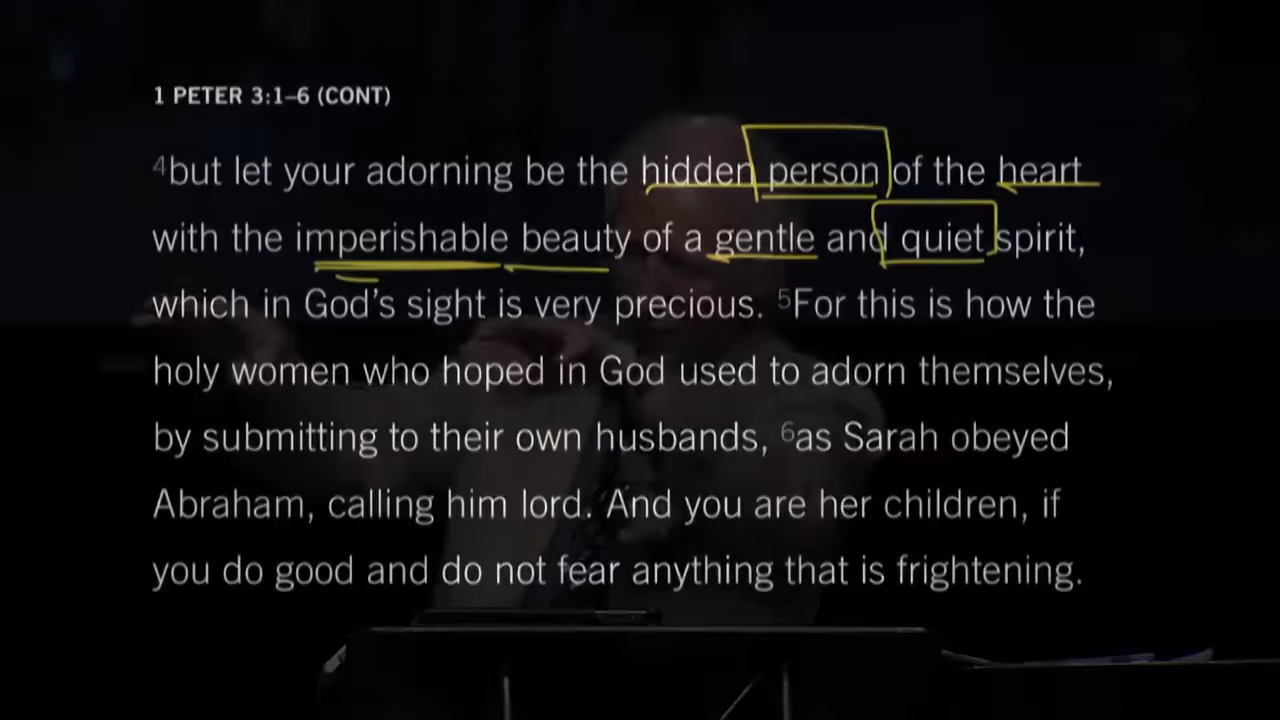 1 PETER 3:1–6 (CONT)
4but let your adorning be the hidden person of the heart
with the imperishable beauty of a gentle and quiet spirit,
which in God’s sight is very precious. 5For this is how the
holy women who hoped in God used to adorn themselves,
by submitting to their own husbands, 6as Sarah obeyed
Abraham, calling him lord. And you are her children, if
you do good and do not fear anything that is frightening.